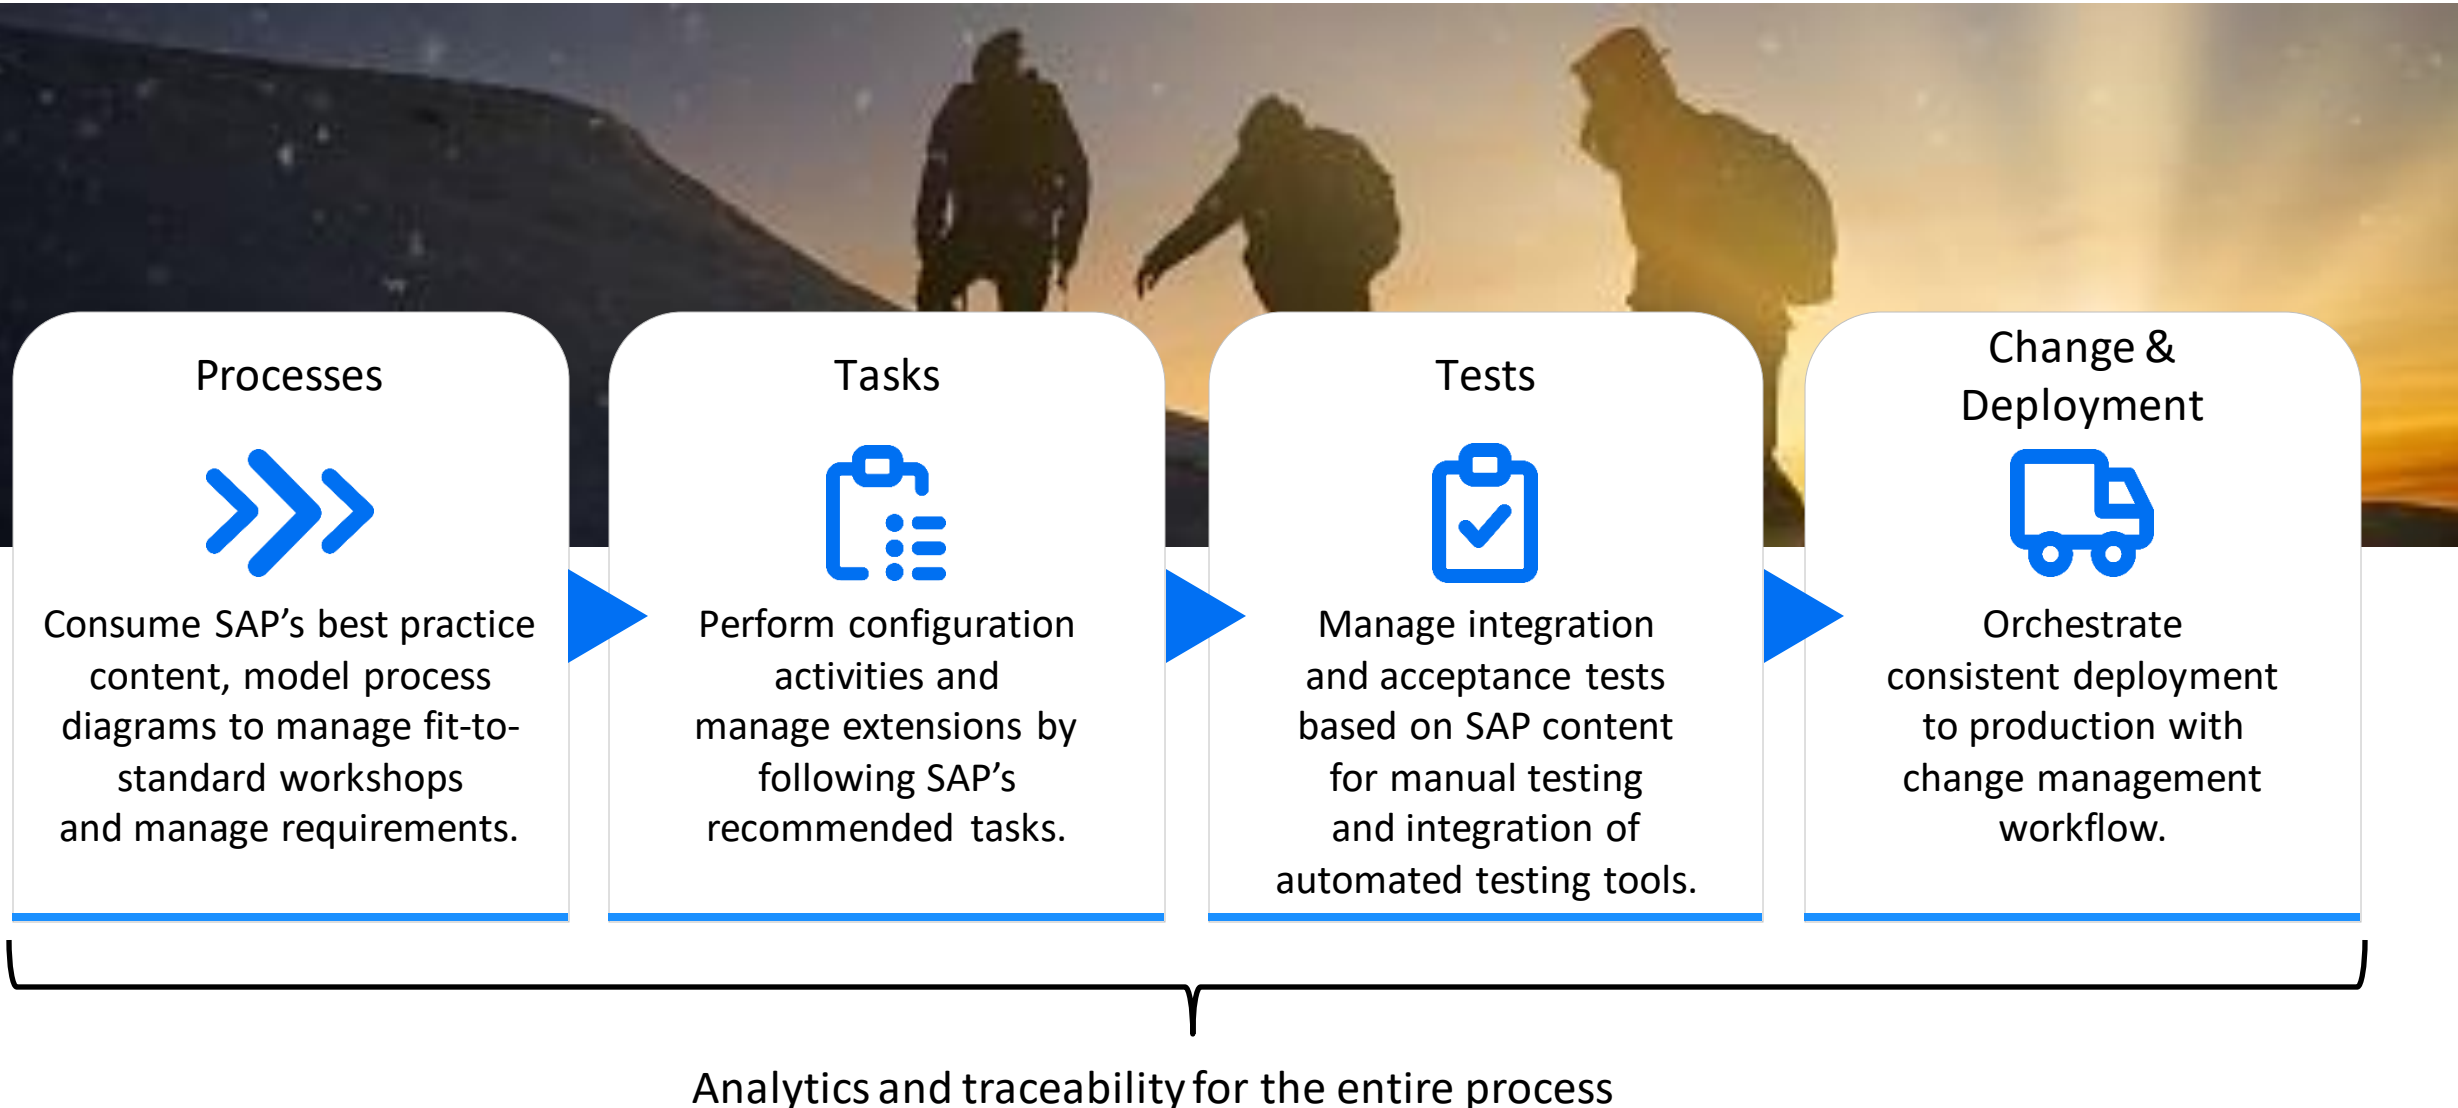 Processes
Consume SAP’s best practice
content, model process
diagrams to manage fit-to-
standard workshops
and manage requirements.
Tasks
Perform configuration
activities and
manage extensions by
following SAP’s
recommended tasks.
Tests
Manage integration
and acceptance tests
based on SAP content
for manual testing
and integration of
automated testing tools.
Change &
Deployment
Orchestrate
consistent deployment
to production with
change management
workflow.
Analytics and traceability for the entire process